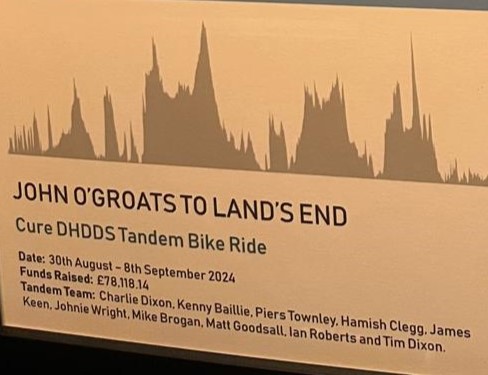 JOHN O'GROATS TO LAND'S END
Cure DHDDS Tandem Bike Ride
Date: 30th August – 8th September 2024
Funds Raised: £78,118.14
Tandem Team: Charlie Dixon, Kenny Baillie, Piers Townley, Hamish Clegg, James
Keen, Johnie Wright, Mike Brogan, Matt Goodsall, Ian Roberts and Tim Dixon.